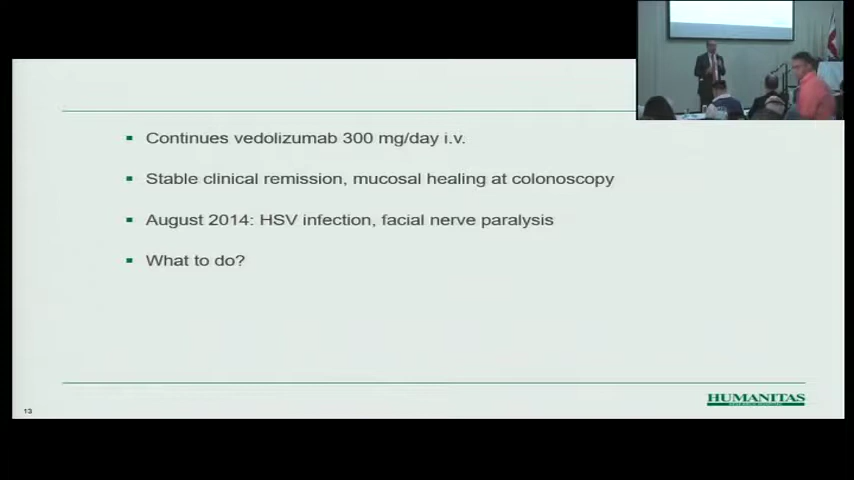 Continues vedolizumab 300 mg/day i.v.
Stable clinical remission, mucosal healing at colonoscopy
August 2014: HSV infection, facial nerve paralysis
What to do?
13
HUMANITAS